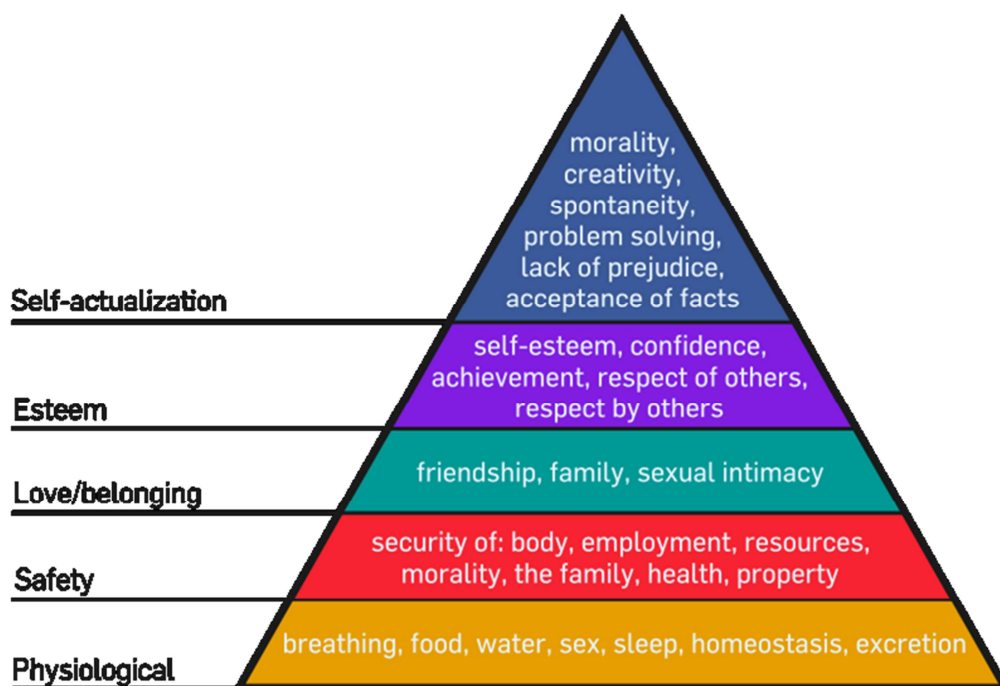 morality,
creativity,
spontaneity,
problem solving,
lack of prejudice,
acceptance of facts
Self-actualization
self-esteem, confidence,
achievement, respect of others,
respect by others
Esteem
friendship, family, sexual intimacy
Love/belonging
security of: body, employment, resources,
morality, the family, health, property
Safety
breathing, food, water, sex, sleep, homeostasis, excretion
Physiological